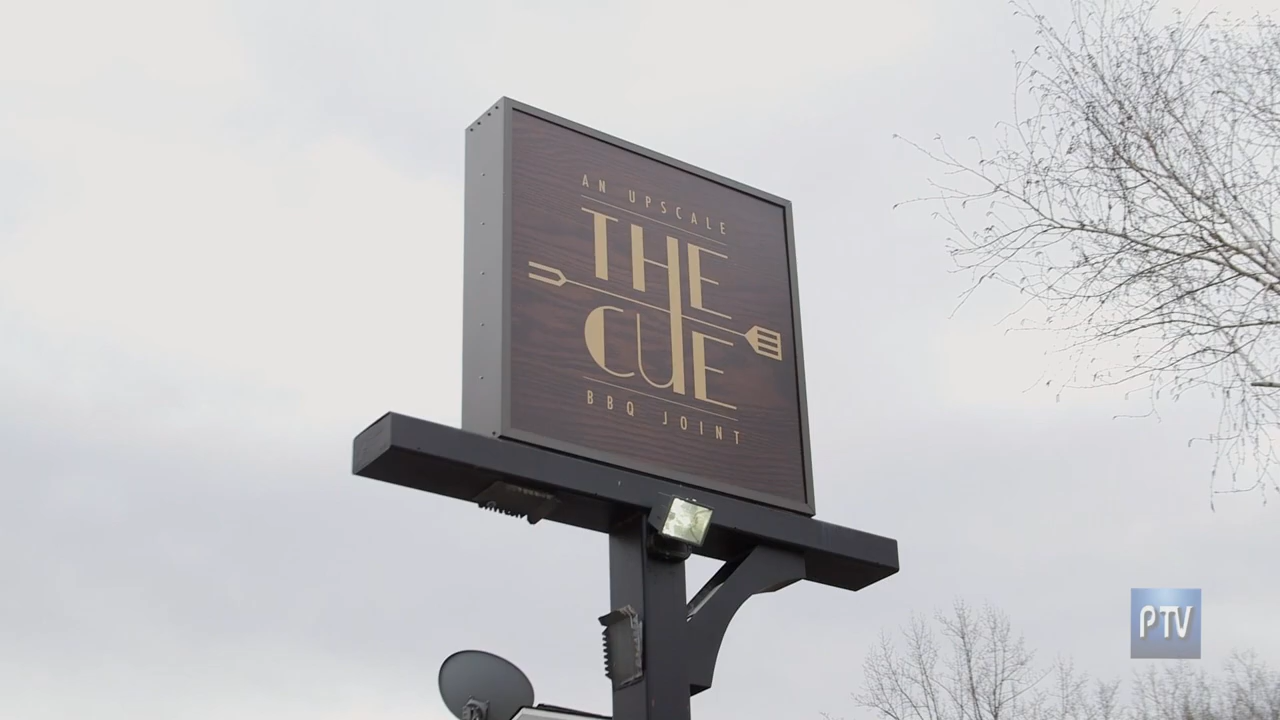 AN UPSCALE
THE
CUE
BBQ JOINT
PTV